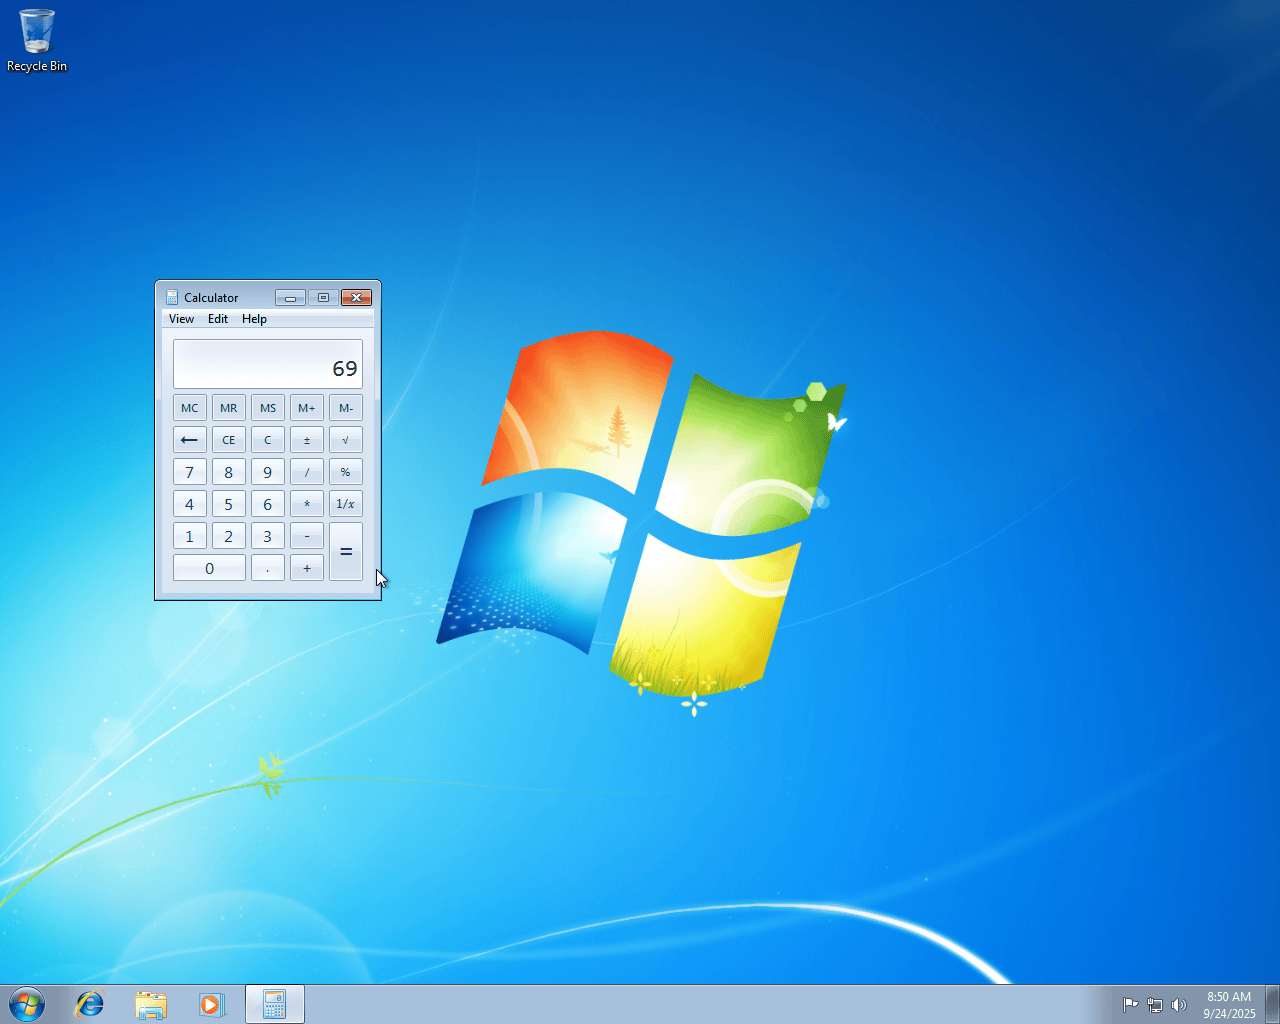 Recycle Bin
Calculator
View Edit Help
69
MC MR MS M+ M-
← CE C ± √
7 8 9 / %
4 5 6 * 1/x
1 2 3 - =
0 . +
8:50 AM
9/24/2025